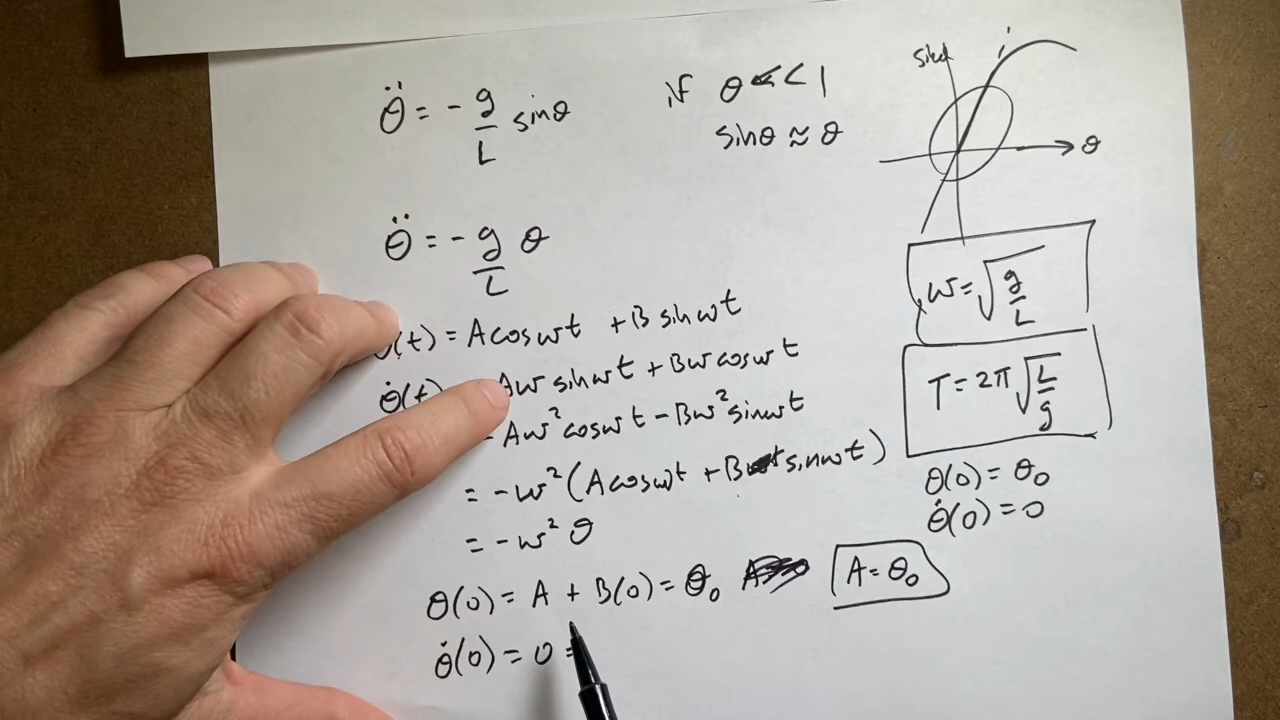 θ̈ = - g/L sinθ
if θ << 1
sinθ ≈ θ
θ
θ̈ = - g/L θ
ω = √(g/L)
T = 2π √(L/g)
(t) = A cos ωt + B sin ωt
θ̇(t) Aω sin ωt + Bω cos ωt
- Aω² cos ωt - Bω² sin ωt
= -ω² (A cos ωt + B sin ωt)
= -ω² θ
θ(0) = θ₀
θ̇(0) = 0
θ(0) = A + B(0) = θ₀
A = θ₀
θ̇(0) = 0 =